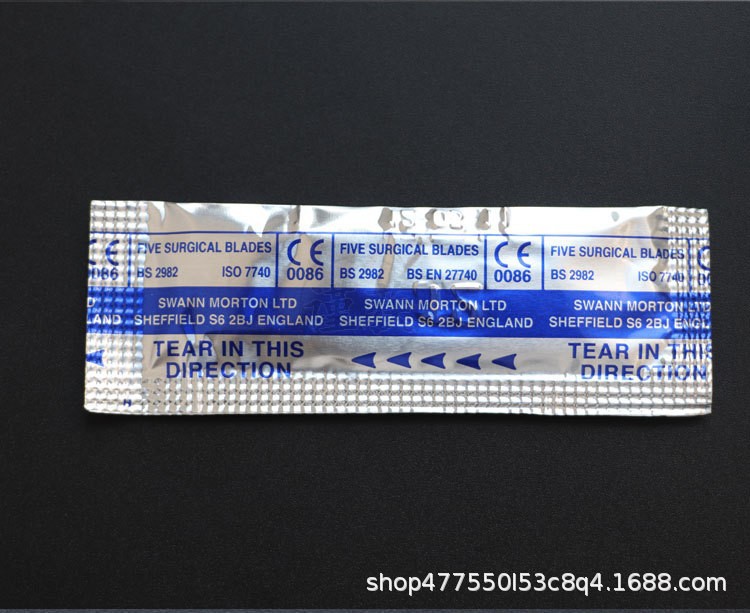 FIVE SURGICAL BLADES CE FIVE SURGICAL BLADES CE FIVE SURGICAL BLADES
0086 BS 2982 ISO 7740 0086 BS 2982 BS EN 27740 0086 BS 2982 ISO 7740
SWANN MORTON LTD SWANN MORTON LTD SWANN MORTON LTD
SHEFFIELD S6 2BJ ENGLAND SHEFFIELD S6 2BJ ENGLAND SHEFFIELD S6 2BJ ENGL
TEAR IN THIS TEAR IN THIS
DIRECTION DIRECTION
shop477550l53c8q4.1688.com